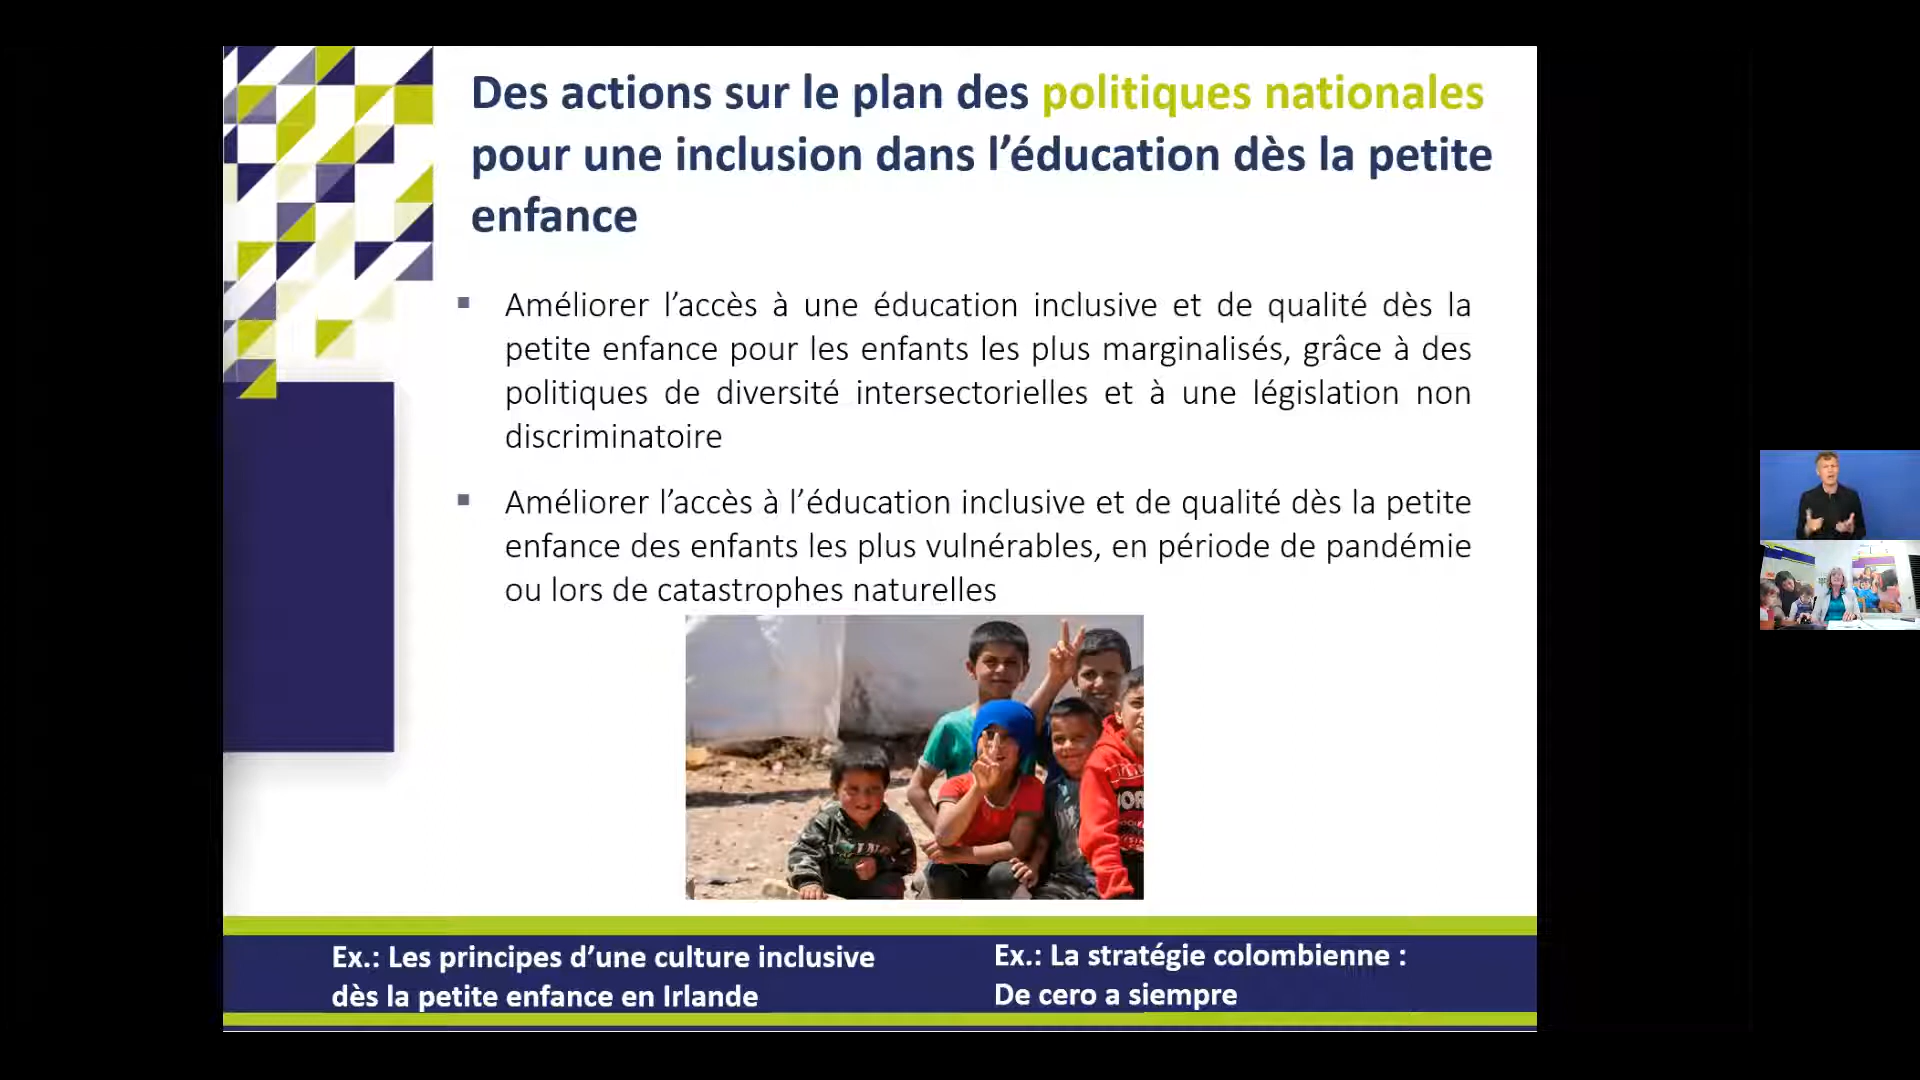 Des actions sur le plan des politiques nationales
pour une inclusion dans l’éducation dès la petite
enfance
▪ Améliorer l’accès à une éducation inclusive et de qualité dès la
petite enfance pour les enfants les plus marginalisés, grâce à des
politiques de diversité intersectorielles et à une législation non
discriminatoire
▪ Améliorer l’accès à l’éducation inclusive et de qualité dès la petite
enfance des enfants les plus vulnérables, en période de pandémie
ou lors de catastrophes naturelles
Ex.: Les principes d’une culture inclusive
dès la petite enfance en Irlande
Ex.: La stratégie colombienne :
De cero a siempre